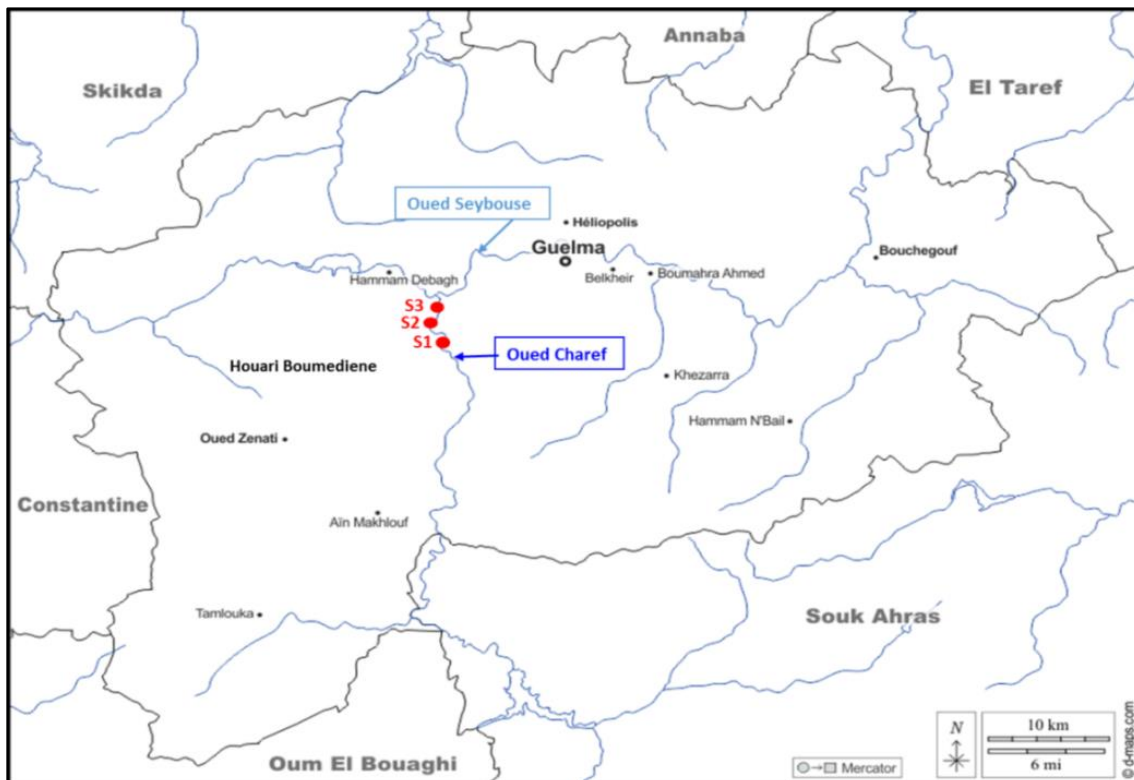 Annaba
Skikda
El Taref
Oued Seybouse
Héliopolis
Guelma
Bouchegouf
Hammam Debagh
Belkheir
Boumahra Ahmed
S3
S2
S1
Oued Charef
Houari Boumediene
Khezarra
Hammam N'Bail
Oued Zenati
Constantine
Aïn Makhlouf
Tamlouka
Souk Ahras
Oum El Bouaghi
Mercator
N
10 km
6 mi
© d-maps.com